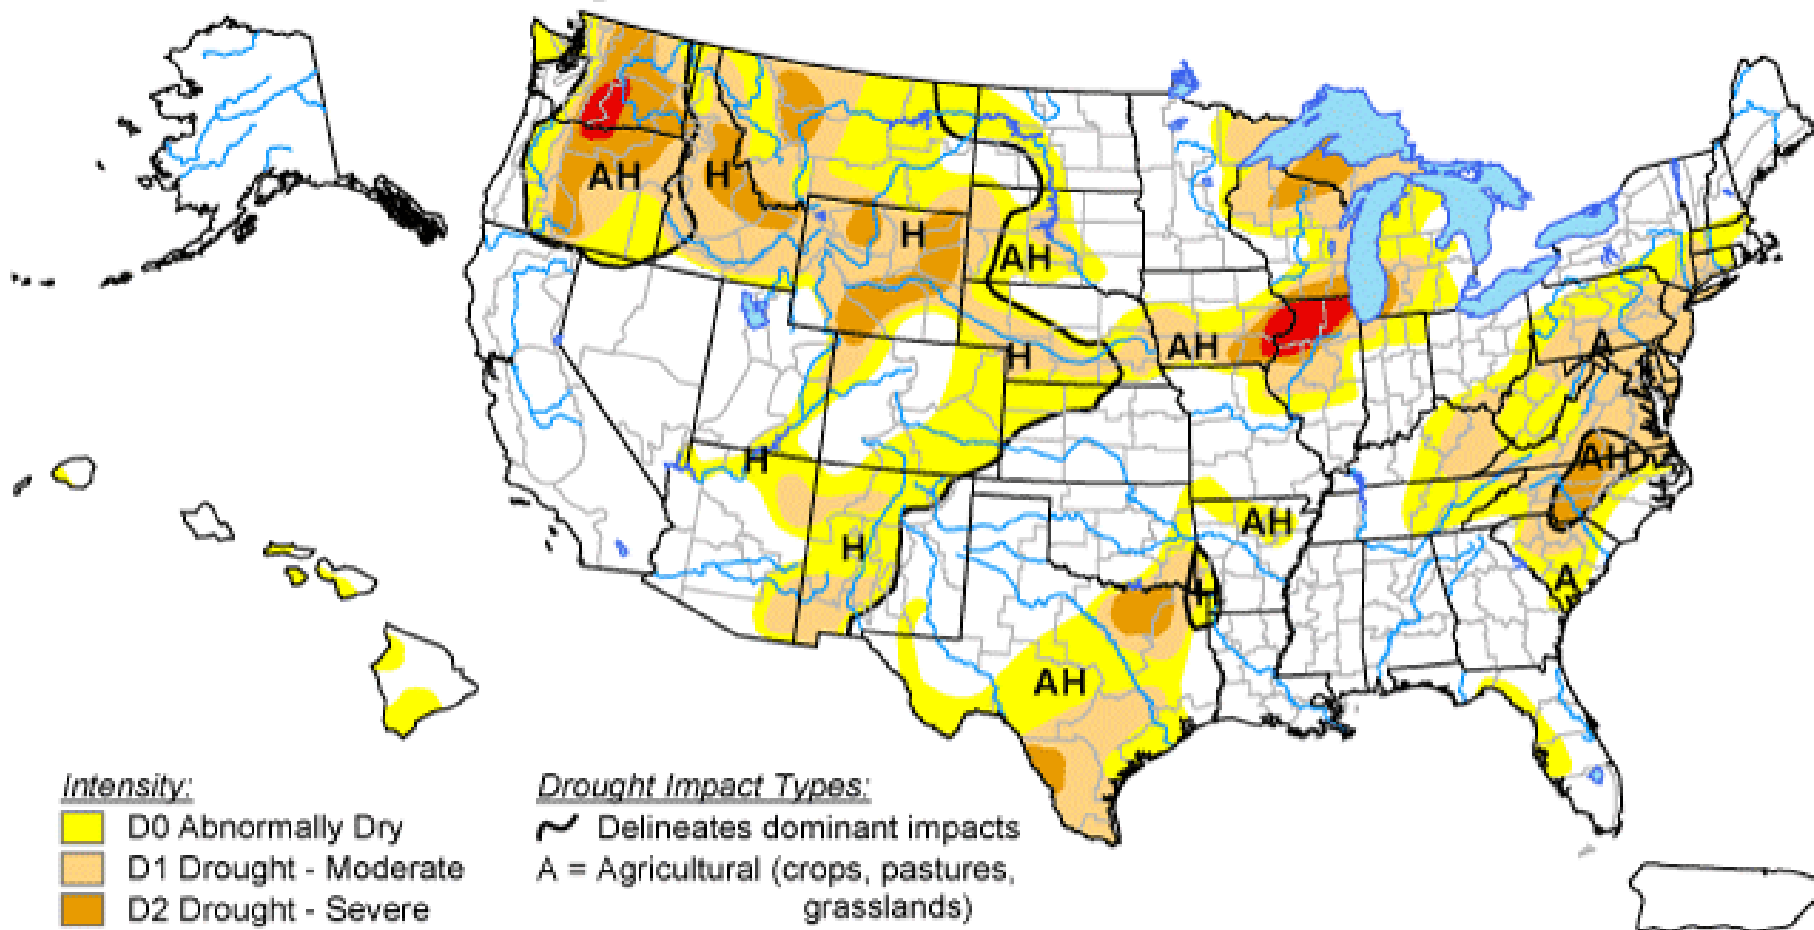 AH
H
H
AH
H
AH
A
H
AH
AH
H
H
A
AH
Intensity:
D0 Abnormally Dry
D1 Drought - Moderate
D2 Drought - Severe
Drought Impact Types:
Delineates dominant impacts
A = Agricultural (crops, pastures,
grasslands)